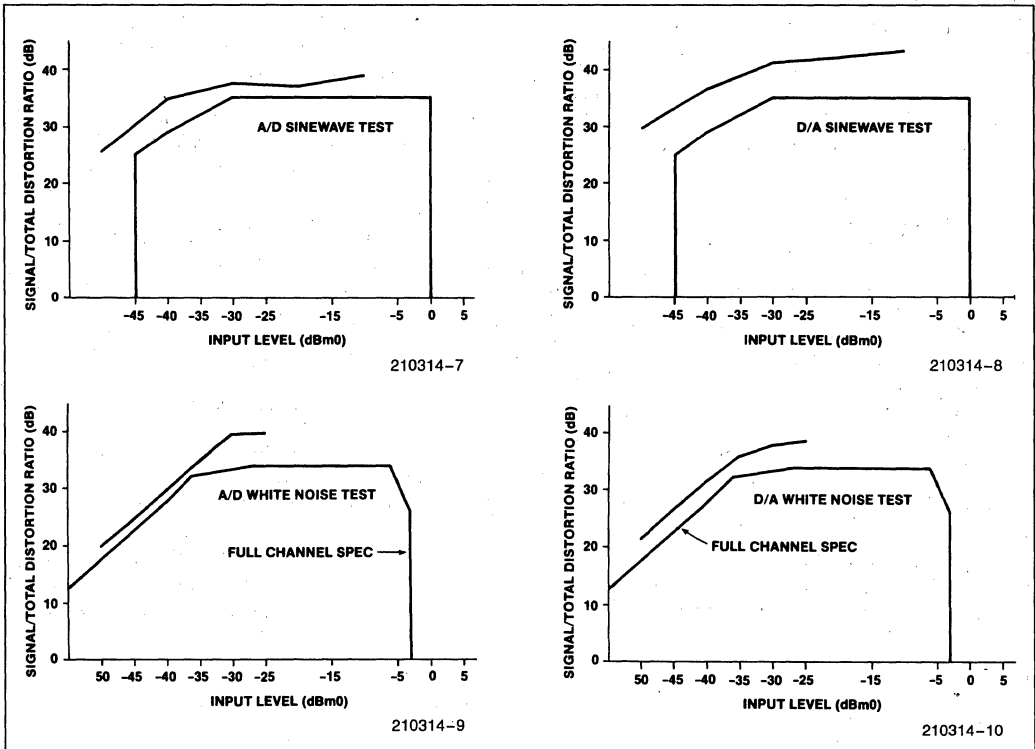 SIGNAL/TOTAL DISTORTION RATIO (dB)
40
30
20
10
0
A/D SINEWAVE TEST
-45 -40 -35 -30 -25 -15 -5 0 5
INPUT LEVEL (dBm0)
210314-7
SIGNAL/TOTAL DISTORTION RATIO (dB)
40
30
20
10
0
D/A SINEWAVE TEST
-45 -40 -35 -30 -25 -15 -5 0 5
INPUT LEVEL (dBm0)
210314-8
SIGNAL/TOTAL DISTORTION RATIO (dB)
40
30
20
10
0
A/D WHITE NOISE TEST
FULL CHANNEL SPEC
50 -45 -40 -35 -30 -25 -15 -5 0 5
INPUT LEVEL (dBm0)
210314-9
SIGNAL/TOTAL DISTORTION RATIO (dB)
40
30
20
10
0
D/A WHITE NOISE TEST
FULL CHANNEL SPEC
50 -45 -40 -35 -30 -25 -15 -5 0 5
INPUT LEVEL (dBm0)
210314-10